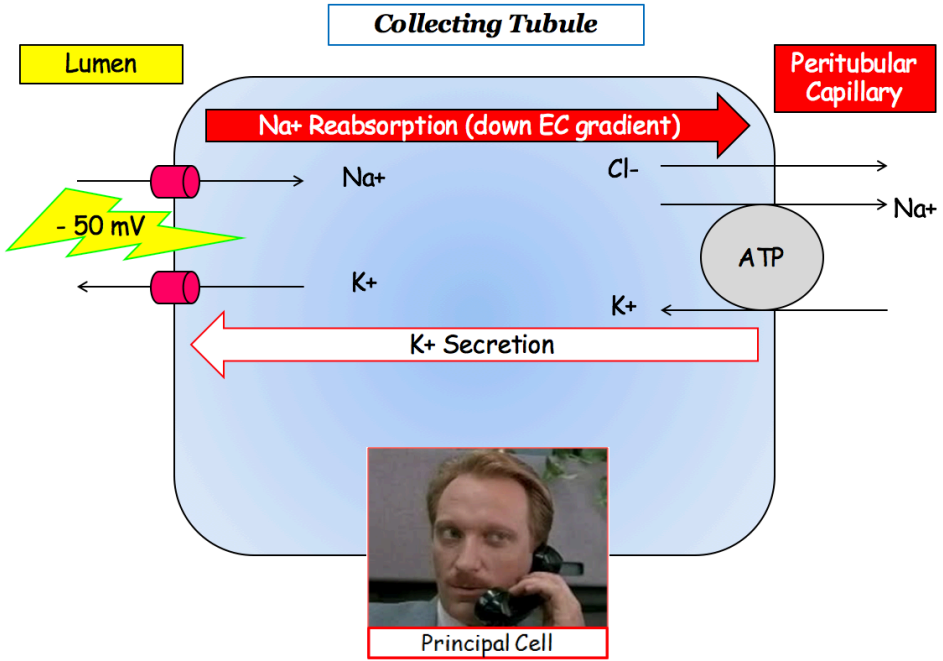 Collecting Tubule
Lumen
Peritubular
Capillary
Na+ Reabsorption (down EC gradient)
Na+
Cl-
Na+
- 50 mV
ATP
K+
K+
K+ Secretion
Principal Cell